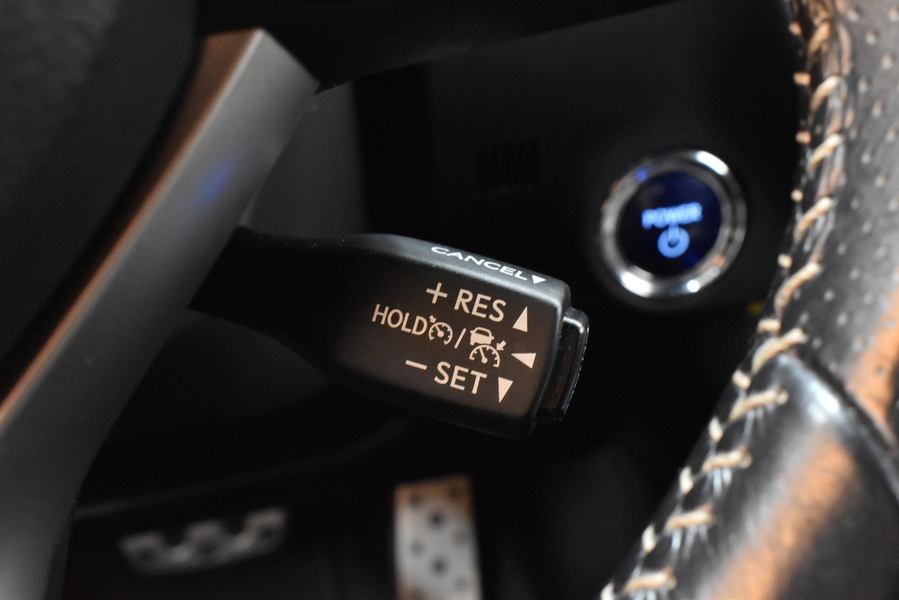 CANCEL▼
+ RES ▲
HOLD / ◄
− SET ▼
POWER